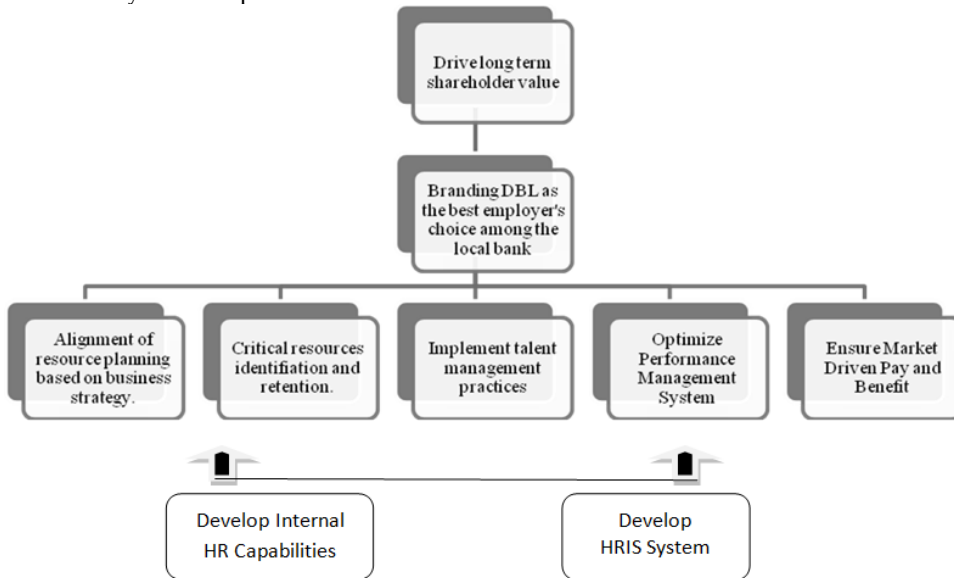 Drive long term
shareholder value
Branding DBL as
the best employer's
choice among the
local bank
Alignment of
resource planning
based on business
strategy.
Critical resources
identifiation and
retention.
Implement talent
management
practices
Optimize
Performance
Management
System
Ensure Market
Driven Pay and
Benefit
Develop Internal
HR Capabilities
Develop
HRIS System